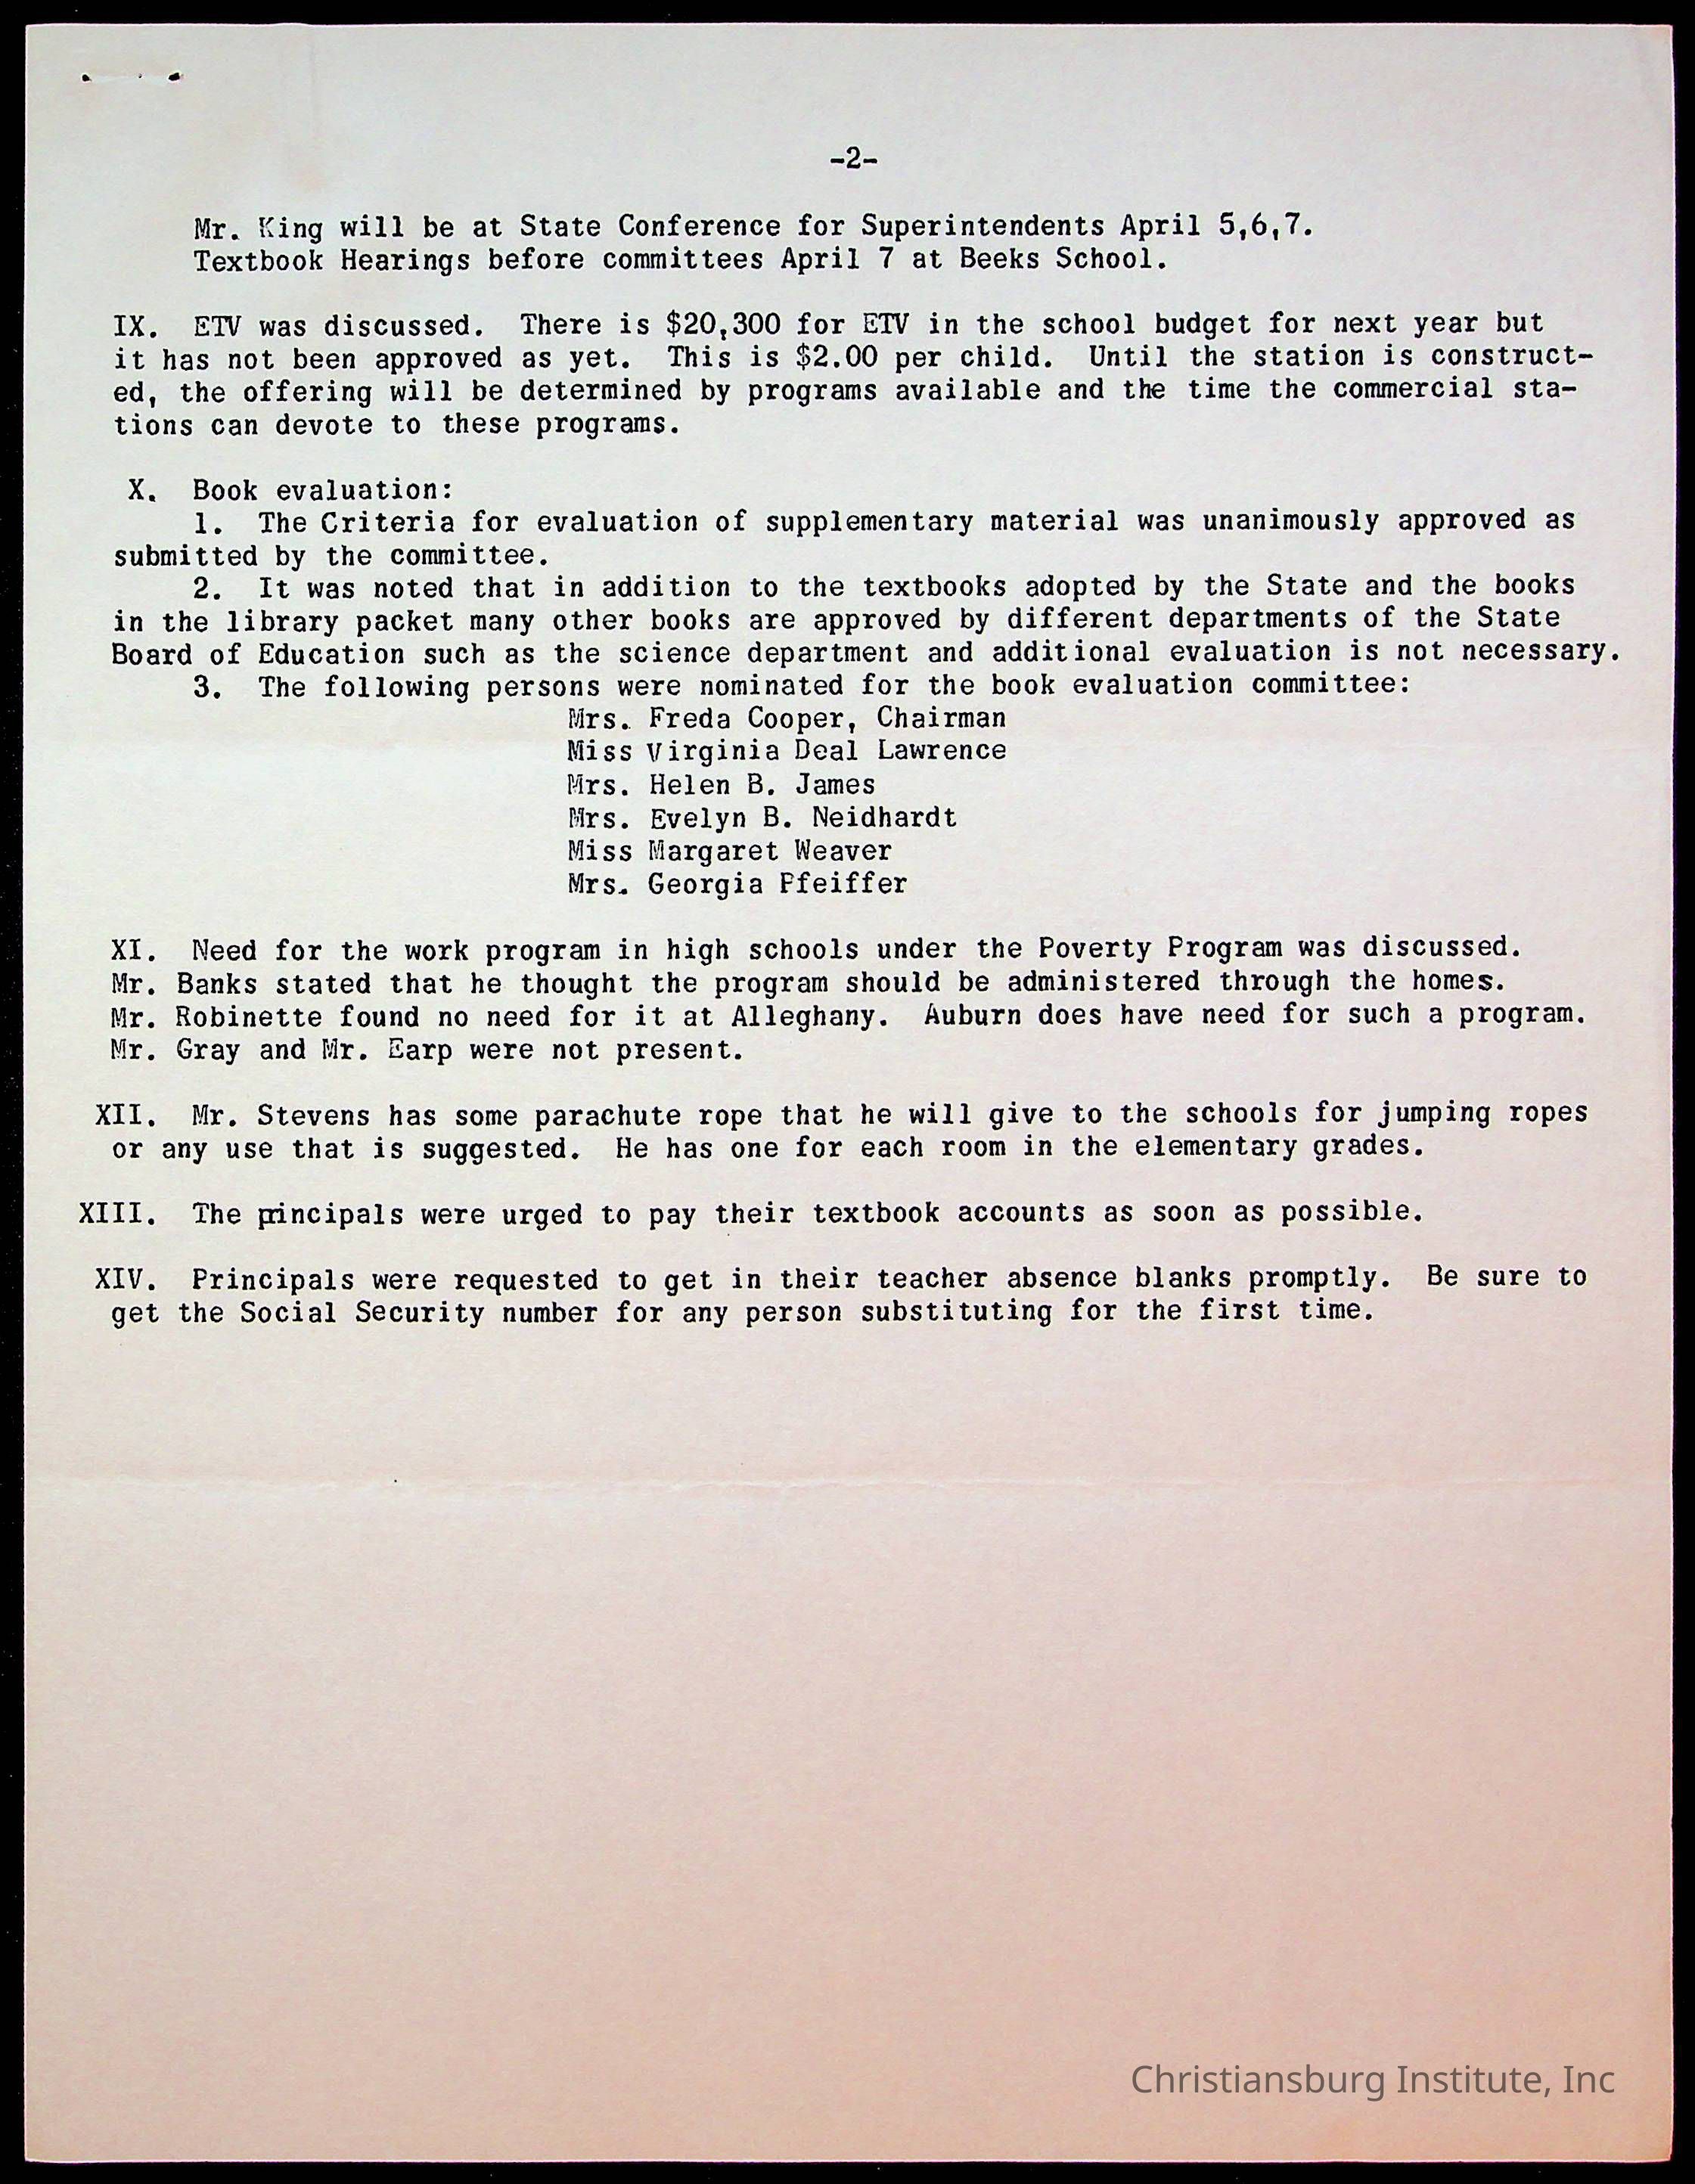 -2-
Mr. King will be at State Conference for Superintendents April 5,6,7.
Textbook Hearings before committees April 7 at Beeks School.
IX. ETV was discussed. There is $20,300 for ETV in the school budget for next year but
it has not been approved as yet. This is $2.00 per child. Until the station is construct-
ed, the offering will be determined by programs available and the time the commercial sta-
tions can devote to these programs.
X. Book evaluation:
1. The Criteria for evaluation of supplementary material was unanimously approved as
submitted by the committee.
2. It was noted that in addition to the textbooks adopted by the State and the books
in the library packet many other books are approved by different departments of the State
Board of Education such as the science department and additional evaluation is not necessary.
3. The following persons were nominated for the book evaluation committee:
Mrs. Freda Cooper, Chairman
Miss Virginia Deal Lawrence
Mrs. Helen B. James
Mrs. Evelyn B. Neidhardt
Miss Margaret Weaver
Mrs. Georgia Pfeiffer
XI. Need for the work program in high schools under the Poverty Program was discussed.
Mr. Banks stated that he thought the program should be administered through the homes.
Mr. Robinette found no need for it at Alleghany. Auburn does have need for such a program.
Mr. Gray and Mr. Earp were not present.
XII. Mr. Stevens has some parachute rope that he will give to the schools for jumping ropes
or any use that is suggested. He has one for each room in the elementary grades.
XIII. The principals were urged to pay their textbook accounts as soon as possible.
XIV. Principals were requested to get in their teacher absence blanks promptly. Be sure to
get the Social Security number for any person substituting for the first time.
Christiansburg Institute, Inc